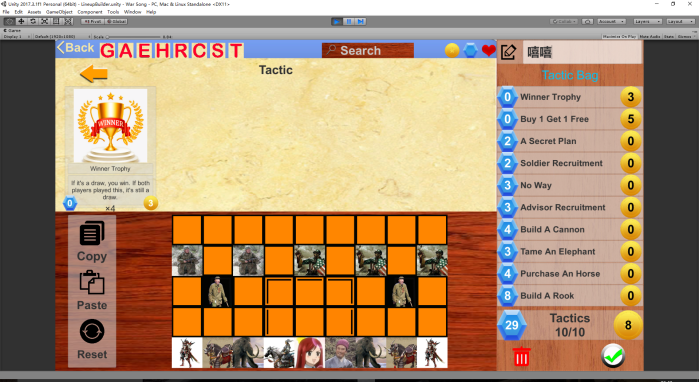 Unity 2017.2.1f1 Personal (64bit) - LineupBuilder.unity - War Song - PC, Mac & Linux Standalone <DX11>
File Edit Assets GameObject Component Tools Window Help
Pivot Global
Collab Account Layers Layout
Game
Display 1 Default (1920x1080) Scale
Maximize On Play Mute Audio Stats Gizmos
Back
G A E H R C S T
Search
嘻嘻
Tactic
Tactic Bag
WINNER
Winner Trophy
If it's a draw, you win. If both
players played this, it's still a
draw.
0 3
×4
0 Winner Trophy 3
0 Buy 1 Get 1 Free 5
2 A Secret Plan 0
2 Soldier Recruitment 0
3 No Way 0
3 Advisor Recruitment 0
4 Build A Cannon 0
3 Tame An Elephant 0
4 Purchase An Horse 0
8 Build A Rook 0
29 Tactics 8
10/10
Copy
Paste
Reset